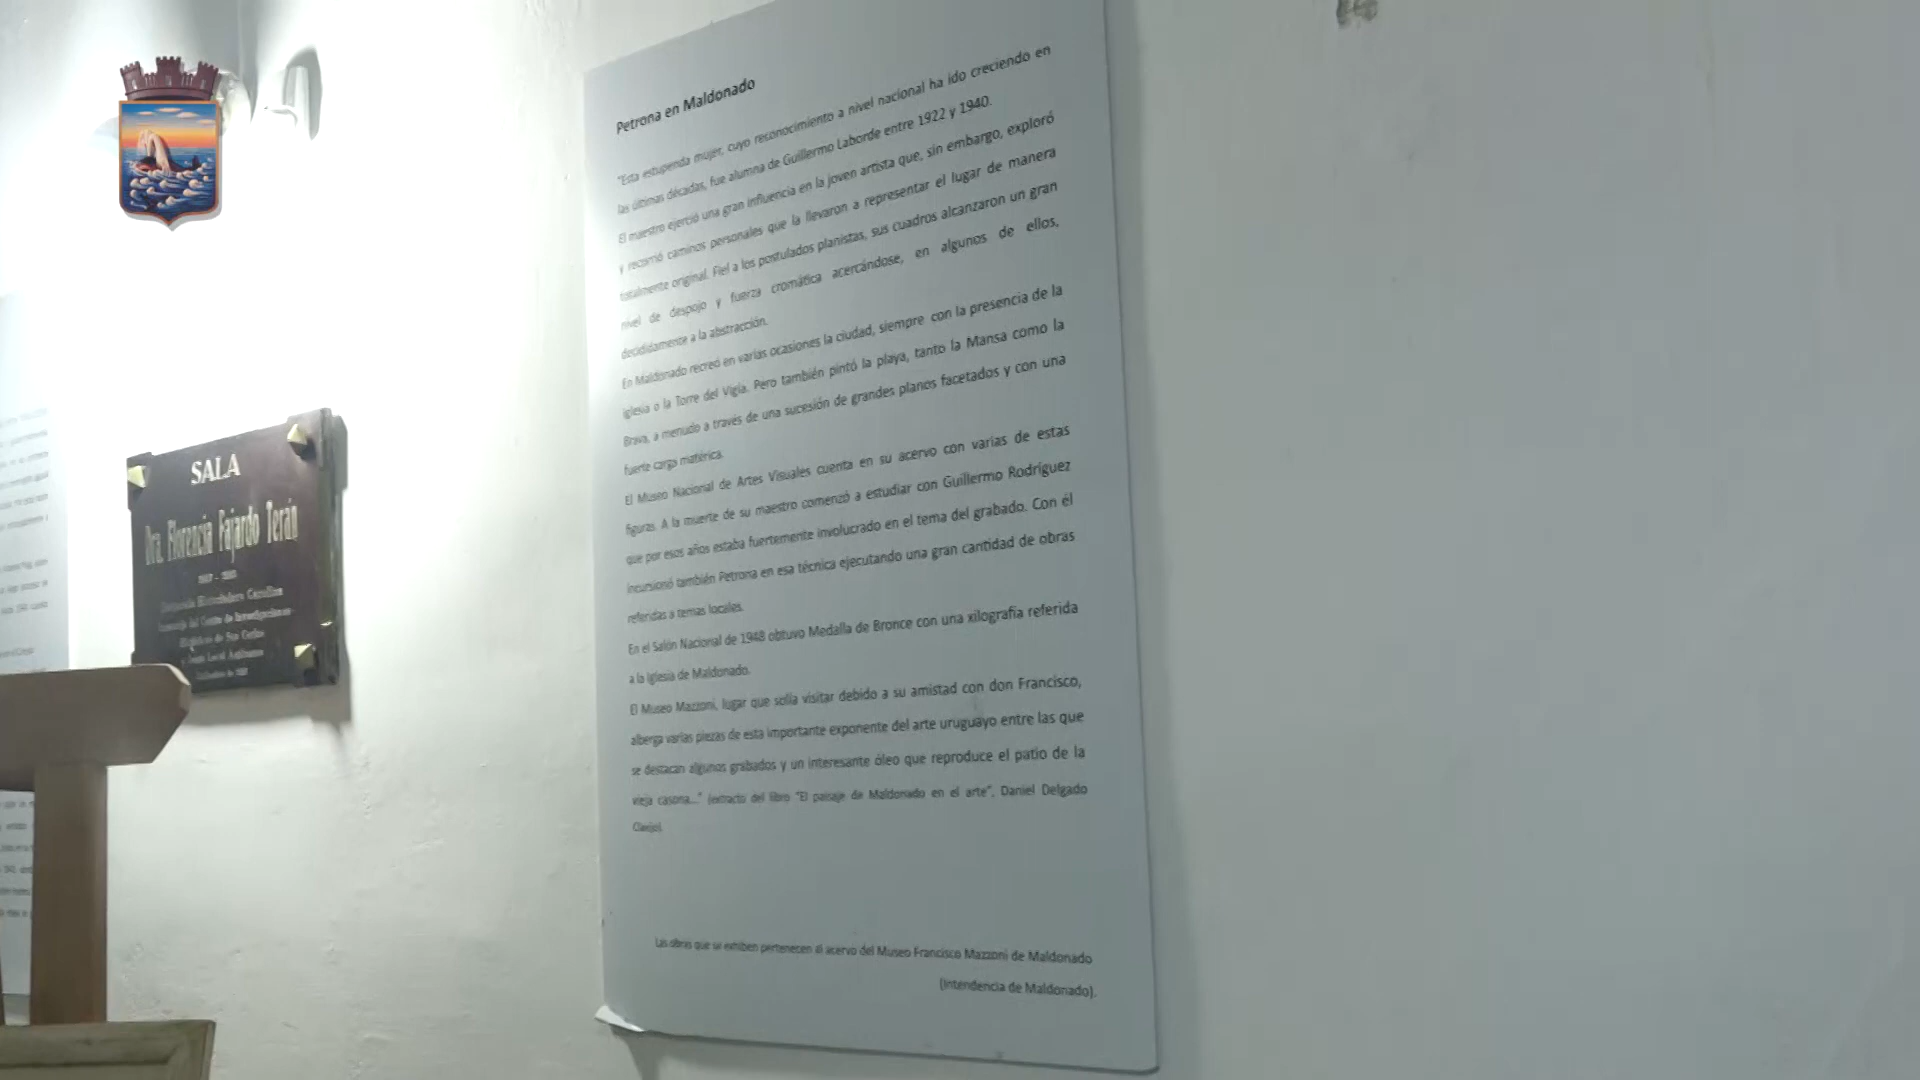 Petrona en Maldonado
"Esta estupenda mujer, cuyo reconocimiento a nivel nacional ha ido creciendo en
las últimas décadas, fue alumna de Guillermo Laborde entre 1922 y 1940.
El maestro ejerció una gran influencia en la joven artista que, sin embargo, exploró
y recorrió caminos personales que la llevaron a representar el lugar de manera
totalmente original. Fiel a los postulados planistas, sus cuadros alcanzaron un gran
nivel de despojo y fuerza cromática acercándose, en algunos de ellos,
decididamente a la abstracción.
En Maldonado recreó en varias ocasiones la ciudad, siempre con la presencia de la
iglesia o la Torre del Vigía. Pero también pintó la playa, tanto la Mansa como la
Brava, a menudo a través de una sucesión de grandes planos facetados y con una
fuerte carga matérica.
El Museo Nacional de Artes Visuales cuenta en su acervo con varias de estas
figuras. A la muerte de su maestro comenzó a estudiar con Guillermo Rodríguez
que por esos años estaba fuertemente involucrado en el tema del grabado. Con él
incursionó también Petrona en esa técnica ejecutando una gran cantidad de obras
referidas a temas locales.
En el Salón Nacional de 1948 obtuvo Medalla de Bronce con una xilografía referida
a la Iglesia de Maldonado.
El Museo Mazzoni, lugar que solía visitar debido a su amistad con don Francisco,
alberga varias piezas de esta importante exponente del arte uruguayo entre las que
se destacan algunos grabados y un interesante óleo que reproduce el patio de la
vieja casona..." (extracto del libro "El paisaje de Maldonado en el arte", Daniel Delgado
Clavijo).
Las obras que se exhiben pertenecen al acervo del Museo Francisco Mazzoni de Maldonado
(Intendencia de Maldonado).
SALA
Dra. Florencia Fajardo Terán